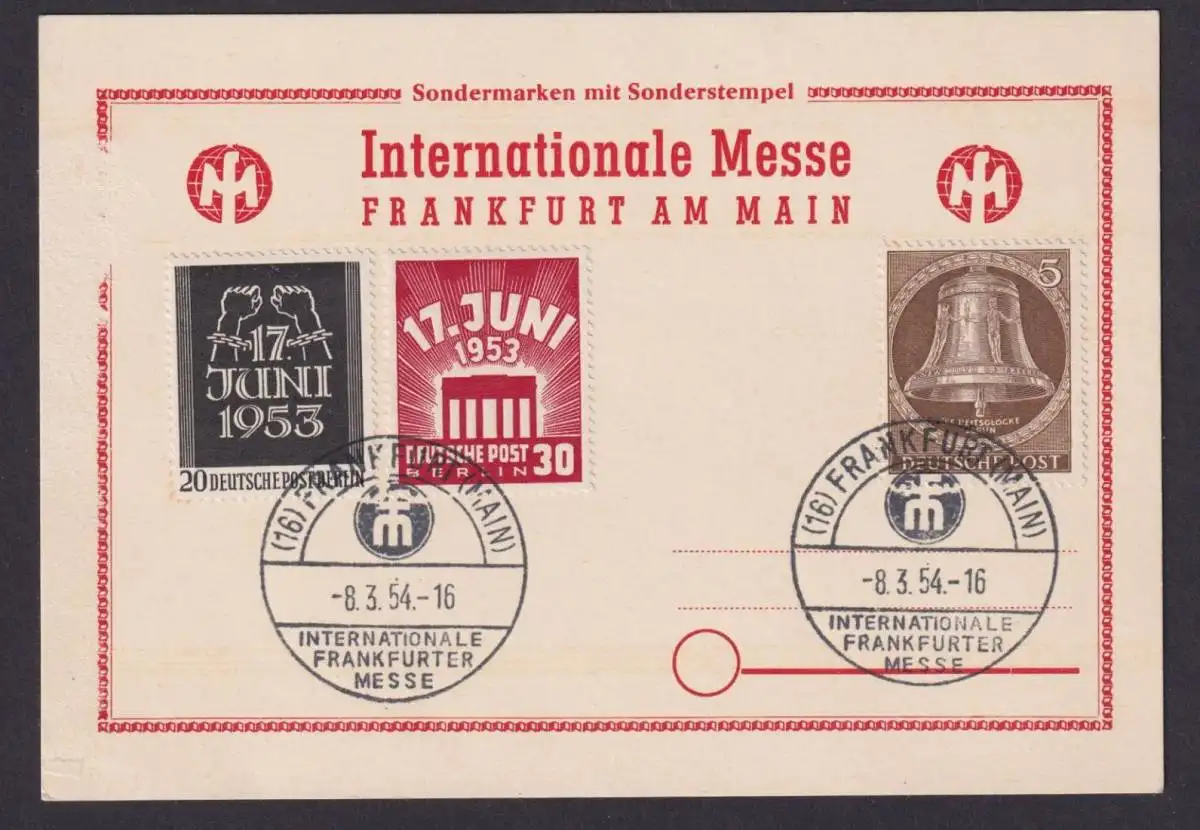 Sondermarken mit Sonderstempel
Internationale Messe
FRANKFURT AM MAIN
17.
JUNI
1953
20 DEUTSCHE POST BERLIN
17. JUNI
1953
DEUTSCHE POST
BERLIN 30
5
BERLIN
DEUTSCHE POST
(16) FRANKFURT (MAIN)
-8.3.54.-16
INTERNATIONALE
FRANKFURTER
MESSE
(16) FRANKFURT (MAIN)
-8.3.54.-16
INTERNATIONALE
FRANKFURTER
MESSE